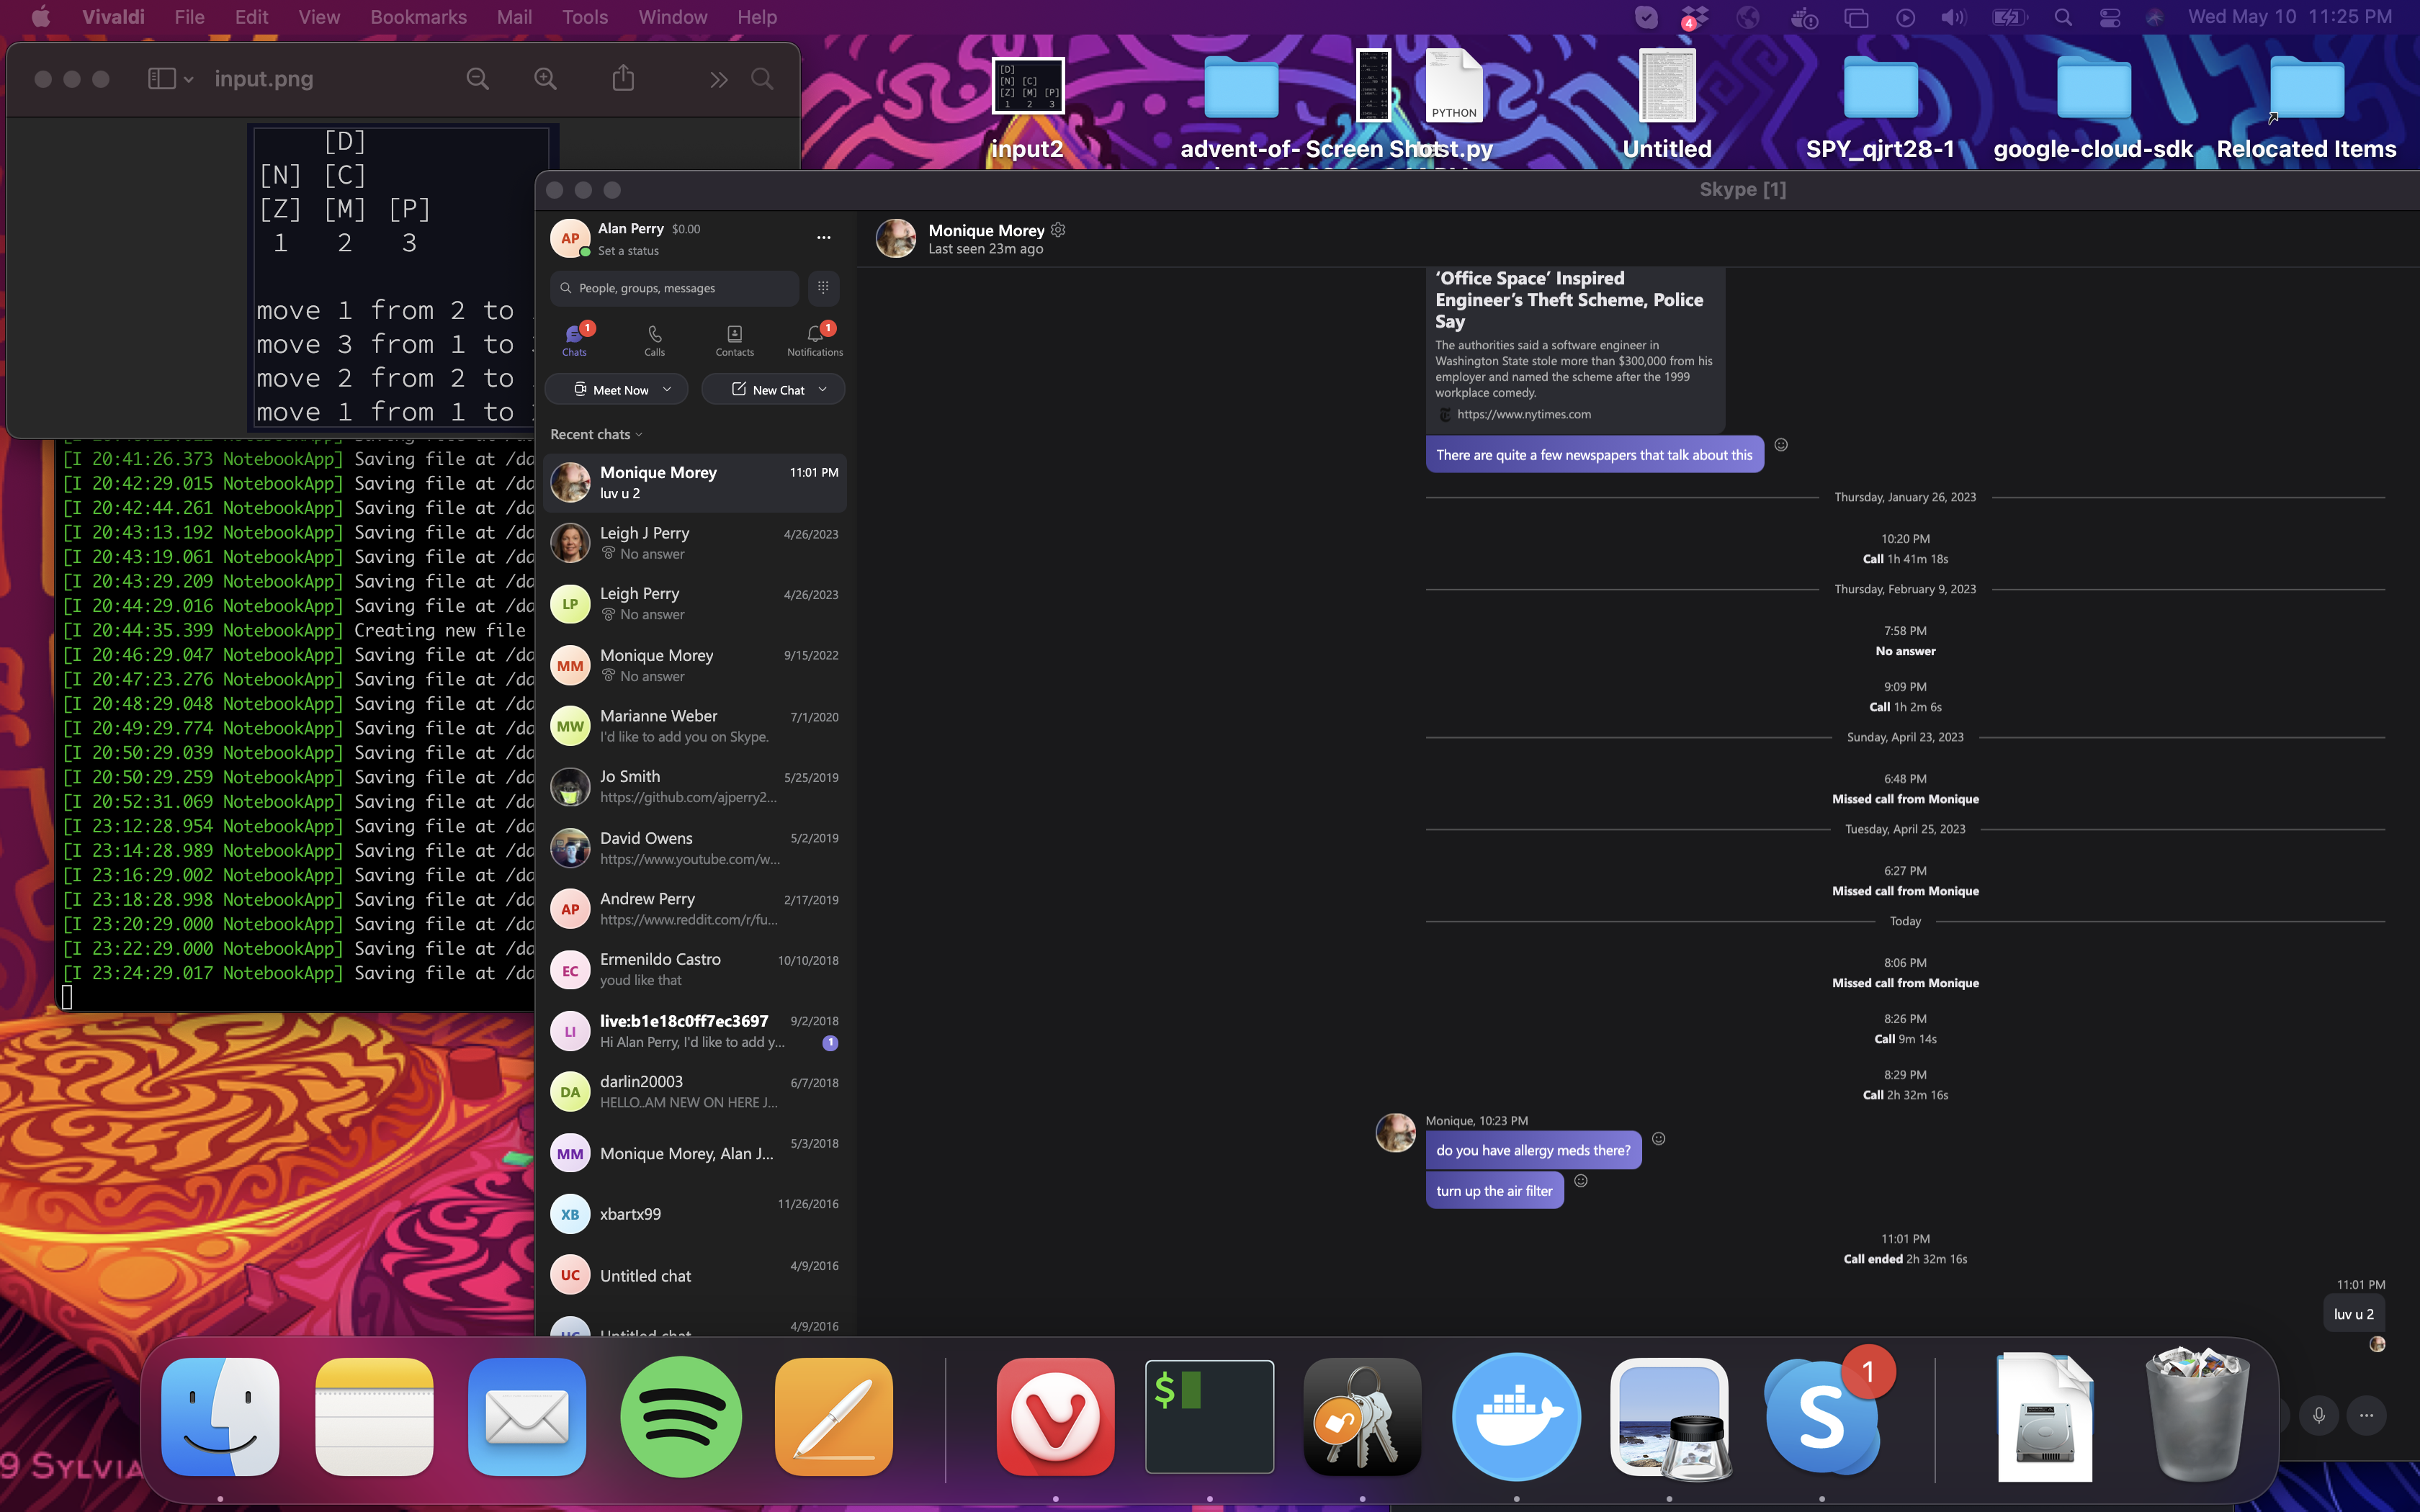 Vivaldi File Edit View Bookmarks Mail Tools Window Help
4
Wed May 10 11:25 PM
input.png
[D]
[N] [C]
[Z] [M] [P]
1 2 3
move 1 from 2 to
move 3 from 1 to
move 2 from 2 to
move 1 from 1 to
[D]
[N] [C]
[Z] [M] [P]
1 2 3
input2
advent-of-
Screen Sho
PYTHON
st.py
Untitled
SPY_qjrt28-1
google-cloud-sdk
Relocated Items
[I 20:41:26.373 NotebookApp] Saving file at /da
[I 20:42:29.015 NotebookApp] Saving file at /da
[I 20:42:44.261 NotebookApp] Saving file at /da
[I 20:43:13.192 NotebookApp] Saving file at /da
[I 20:43:19.061 NotebookApp] Saving file at /da
[I 20:43:29.209 NotebookApp] Saving file at /da
[I 20:44:29.016 NotebookApp] Saving file at /da
[I 20:44:35.399 NotebookApp] Creating new file
[I 20:46:29.047 NotebookApp] Saving file at /da
[I 20:47:23.276 NotebookApp] Saving file at /da
[I 20:48:29.048 NotebookApp] Saving file at /da
[I 20:49:29.774 NotebookApp] Saving file at /da
[I 20:50:29.039 NotebookApp] Saving file at /da
[I 20:50:29.259 NotebookApp] Saving file at /da
[I 20:52:31.069 NotebookApp] Saving file at /da
[I 23:12:28.954 NotebookApp] Saving file at /da
[I 23:14:28.989 NotebookApp] Saving file at /da
[I 23:16:29.002 NotebookApp] Saving file at /da
[I 23:18:28.998 NotebookApp] Saving file at /da
[I 23:20:29.000 NotebookApp] Saving file at /da
[I 23:22:29.000 NotebookApp] Saving file at /da
[I 23:24:29.017 NotebookApp] Saving file at /da
Skype [1]
AP
Alan Perry $0.00
Set a status
People, groups, messages
1
1
Chats
Calls
Contacts
Notifications
Meet Now
New Chat
Recent chats
Monique Morey 11:01 PM
luv u 2
Leigh J Perry 4/26/2023
No answer
LP
Leigh Perry 4/26/2023
No answer
MM
Monique Morey 9/15/2022
No answer
MW
Marianne Weber 7/1/2020
I'd like to add you on Skype.
Jo Smith 5/25/2019
https://github.com/ajperry2...
David Owens 5/2/2019
https://www.youtube.com/w...
AP
Andrew Perry 2/17/2019
https://www.reddit.com/r/fu...
EC
Ermenildo Castro 10/10/2018
youd like that
LI
live:b1e18c0ff7ec3697 9/2/2018
Hi Alan Perry, I'd like to add y... 1
DA
darlin20003 6/7/2018
HELLO..AM NEW ON HERE J...
MM
Monique Morey, Alan J... 5/3/2018
XB
xbartx99 11/26/2016
UC
Untitled chat 4/9/2016
Untitled chat 4/9/2016
Monique Morey
Last seen 23m ago
‘Office Space’ Inspired
Engineer’s Theft Scheme, Police
Say
The authorities said a software engineer in
Washington State stole more than $300,000 from his
employer and named the scheme after the 1999
workplace comedy.
https://www.nytimes.com
There are quite a few newspapers that talk about this
Thursday, January 26, 2023
10:20 PM
Call 1h 41m 18s
Thursday, February 9, 2023
7:58 PM
No answer
9:09 PM
Call 1h 2m 6s
Sunday, April 23, 2023
6:48 PM
Missed call from Monique
Tuesday, April 25, 2023
6:27 PM
Missed call from Monique
Today
8:06 PM
Missed call from Monique
8:26 PM
Call 9m 14s
8:29 PM
Call 2h 32m 16s
Monique, 10:23 PM
do you have allergy meds there?
turn up the air filter
11:01 PM
Call ended 2h 32m 16s
11:01 PM
luv u 2
9 SYLVIA
$
S
1